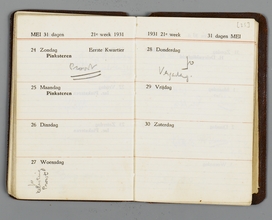 MEI 31 dagen 21e week 1931
24 Zondag Eerste Kwartier
Pinksteren
25 Maandag
Pinksteren
26 Dinsdag
27 Woensdag
1931 21e week 31 dagen MEI
28 Donderdag
29 Vrijdag
30 Zaterdag